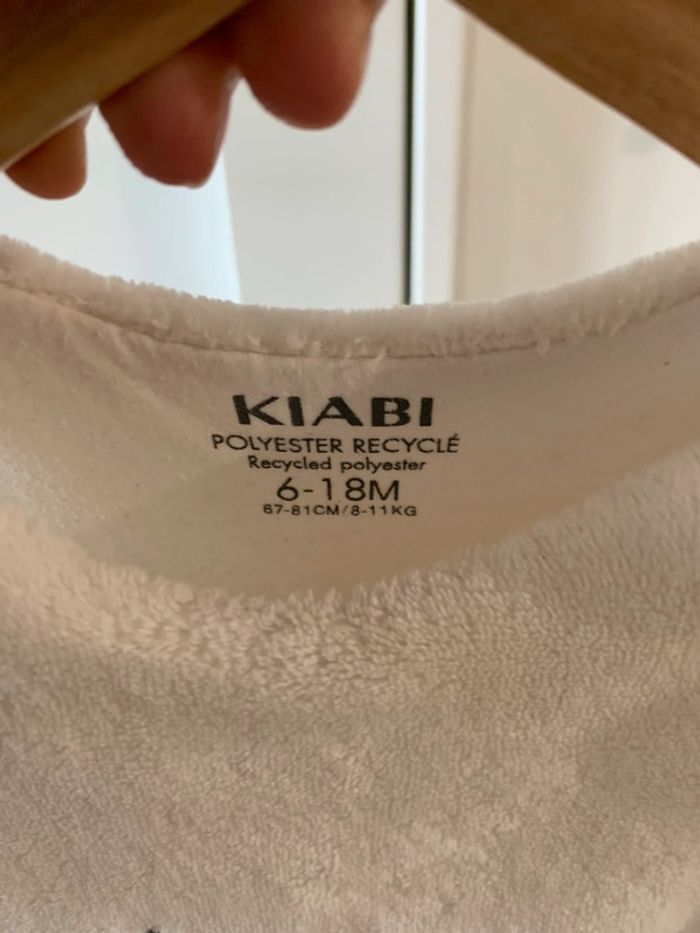 KIABI
POLYESTER RECYCLÉ
Recycled polyester
6-18M
67-81CM/8-11KG